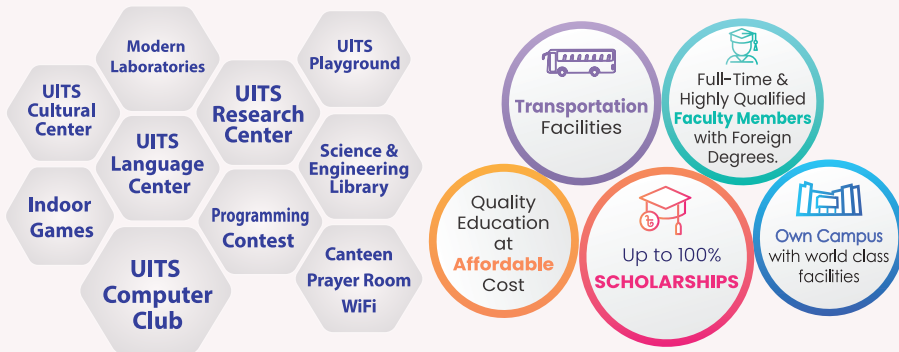 Modern
Laboratories
UITS
Playground
UITS
Cultural
Center
UITS
Research
Center
UITS
Language
Center
Science &
Engineering
Library
Indoor
Games
Programming
Contest
UITS
Computer
Club
Canteen
Prayer Room
WiFi
Transportation
Facilities
Full-Time &
Highly Qualified
Faculty Members
with Foreign
Degrees.
Quality
Education
at
Affordable
Cost
৳
Up to 100%
SCHOLARSHIPS
Own Campus
with world class
facilities